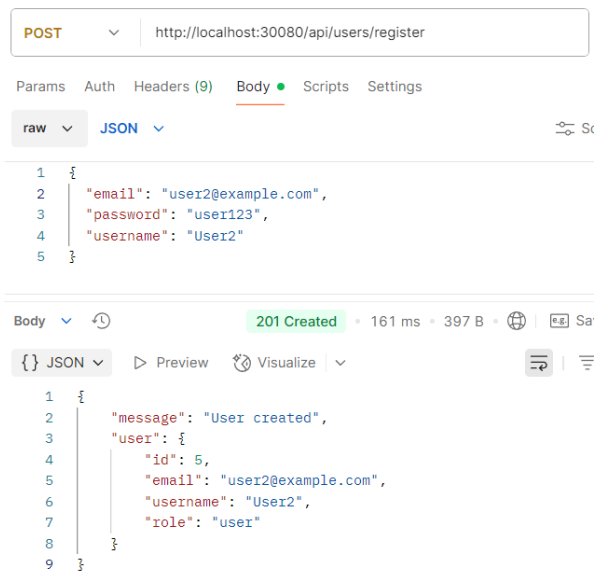 POST http://localhost:30080/api/users/register
Params Auth Headers (9) Body Scripts Settings
raw JSON
1 {
2 "email": "user2@example.com",
3 "password": "user123",
4 "username": "User2"
5 }
Body 201 Created 161 ms 397 B e.g.
{} JSON Preview Visualize
1 {
2 "message": "User created",
3 "user": {
4 "id": 5,
5 "email": "user2@example.com",
6 "username": "User2",
7 "role": "user"
8 }
9 }